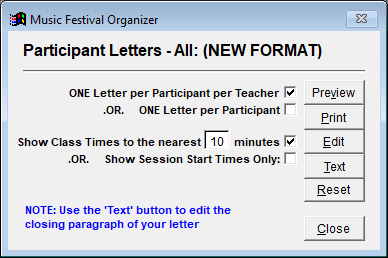 Music Festival Organizer
Participant Letters - All: (NEW FORMAT)
ONE Letter per Participant per Teacher
.OR. ONE Letter per Participant
Show Class Times to the nearest 10 minutes
.OR. Show Session Start Times Only:
NOTE: Use the 'Text' button to edit the
closing paragraph of your letter
Preview
Print
Edit
Text
Reset
Close